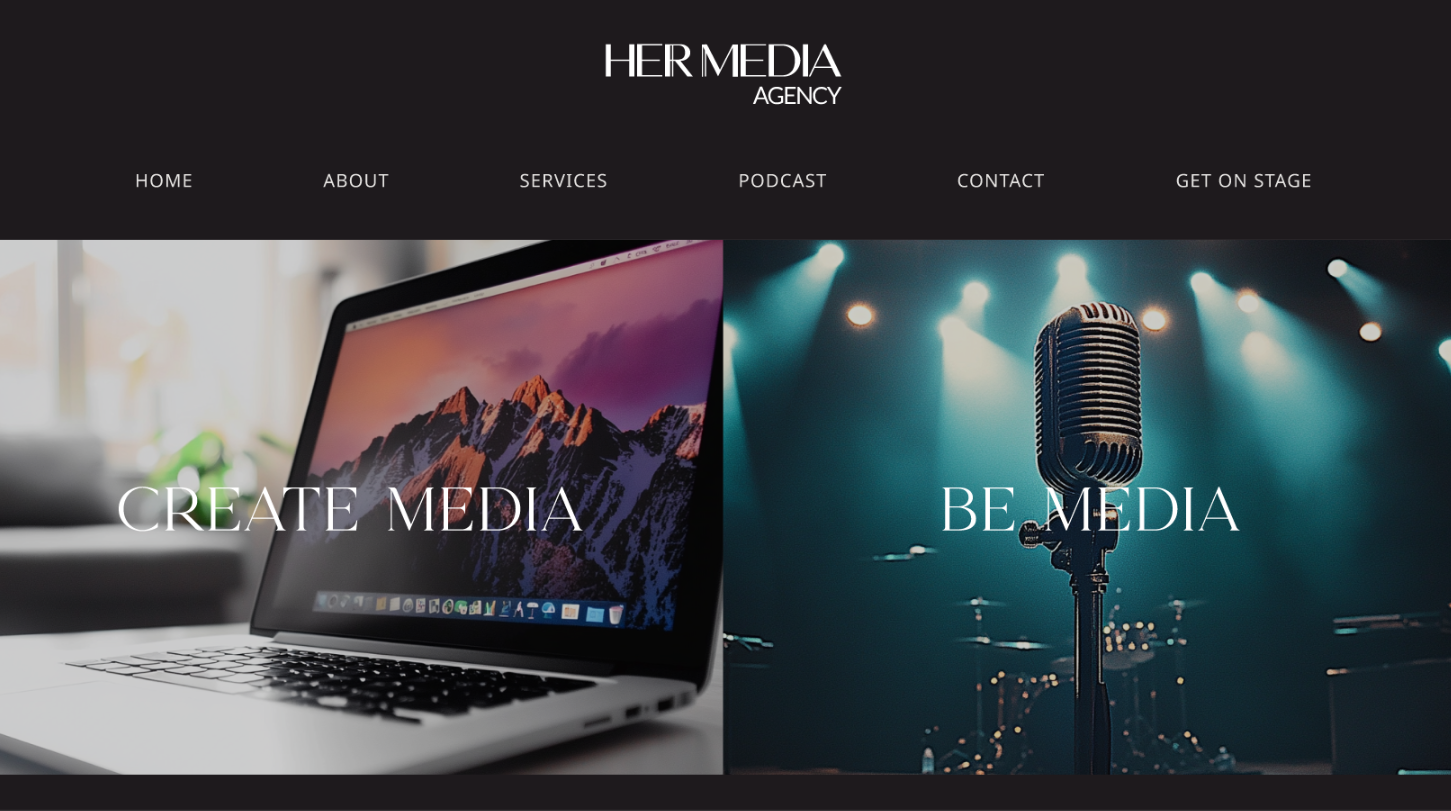 HER MEDIA
AGENCY
HOME ABOUT SERVICES PODCAST CONTACT GET ON STAGE
CREATE MEDIA BE MEDIA